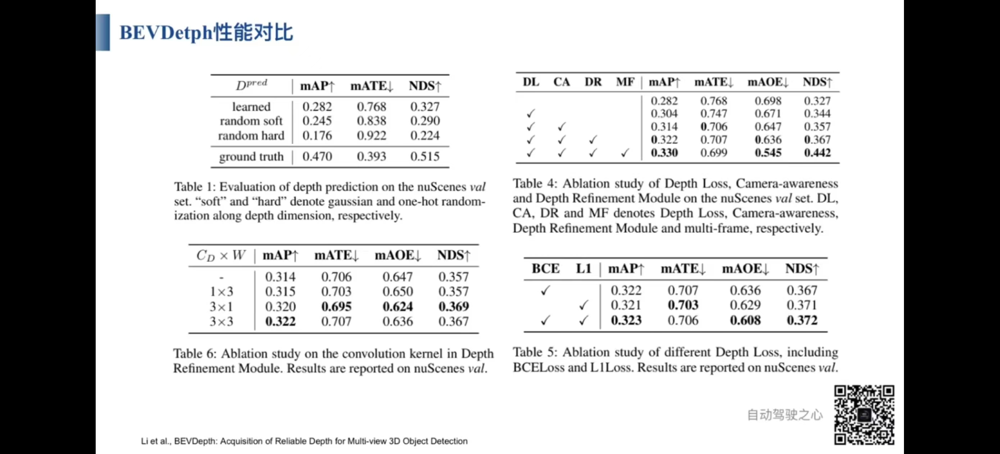 BEVDetph性能对比
D^pred mAP↑ mATE↓ NDS↑
learned 0.282 0.768 0.327
random soft 0.245 0.838 0.290
random hard 0.176 0.922 0.224
ground truth 0.470 0.393 0.515
Table 1: Evaluation of depth prediction on the nuScenes val
set. “soft” and “hard” denote gaussian and one-hot random-
ization along depth dimension, respectively.
C_D × W mAP↑ mATE↓ mAOE↓ NDS↑
- 0.314 0.706 0.647 0.357
1×3 0.315 0.703 0.650 0.357
3×1 0.320 0.695 0.624 0.369
3×3 0.322 0.707 0.636 0.367
Table 6: Ablation study on the convolution kernel in Depth
Refinement Module. Results are reported on nuScenes val.
DL CA DR MF mAP↑ mATE↓ mAOE↓ NDS↑
0.282 0.768 0.698 0.327
✓ 0.304 0.747 0.671 0.344
✓ ✓ 0.314 0.706 0.647 0.357
✓ ✓ ✓ 0.322 0.707 0.636 0.367
✓ ✓ ✓ ✓ 0.330 0.699 0.545 0.442
Table 4: Ablation study of Depth Loss, Camera-awareness
and Depth Refinement Module on the nuScenes val set. DL,
CA, DR and MF denotes Depth Loss, Camera-awareness,
Depth Refinement Module and multi-frame, respectively.
BCE L1 mAP↑ mATE↓ mAOE↓ NDS↑
✓ 0.322 0.707 0.636 0.367
✓ 0.321 0.703 0.629 0.371
✓ ✓ 0.323 0.706 0.608 0.372
Table 5: Ablation study of different Depth Loss, including
BCELoss and L1Loss. Results are reported on nuScenes val.
自动驾驶之心
Li et al., BEVDepth: Acquisition of Reliable Depth for Multi-view 3D Object Detection